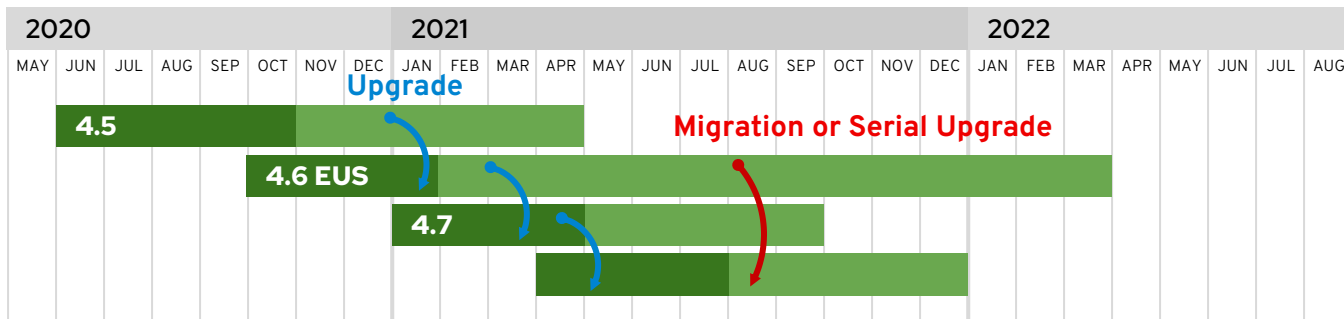 2020 2021 2022
MAY JUN JUL AUG SEP OCT NOV DEC JAN FEB MAR APR MAY JUN JUL AUG SEP OCT NOV DEC JAN FEB MAR APR MAY JUN JUL AUG
Upgrade
4.5
Migration or Serial Upgrade
4.6 EUS
4.7